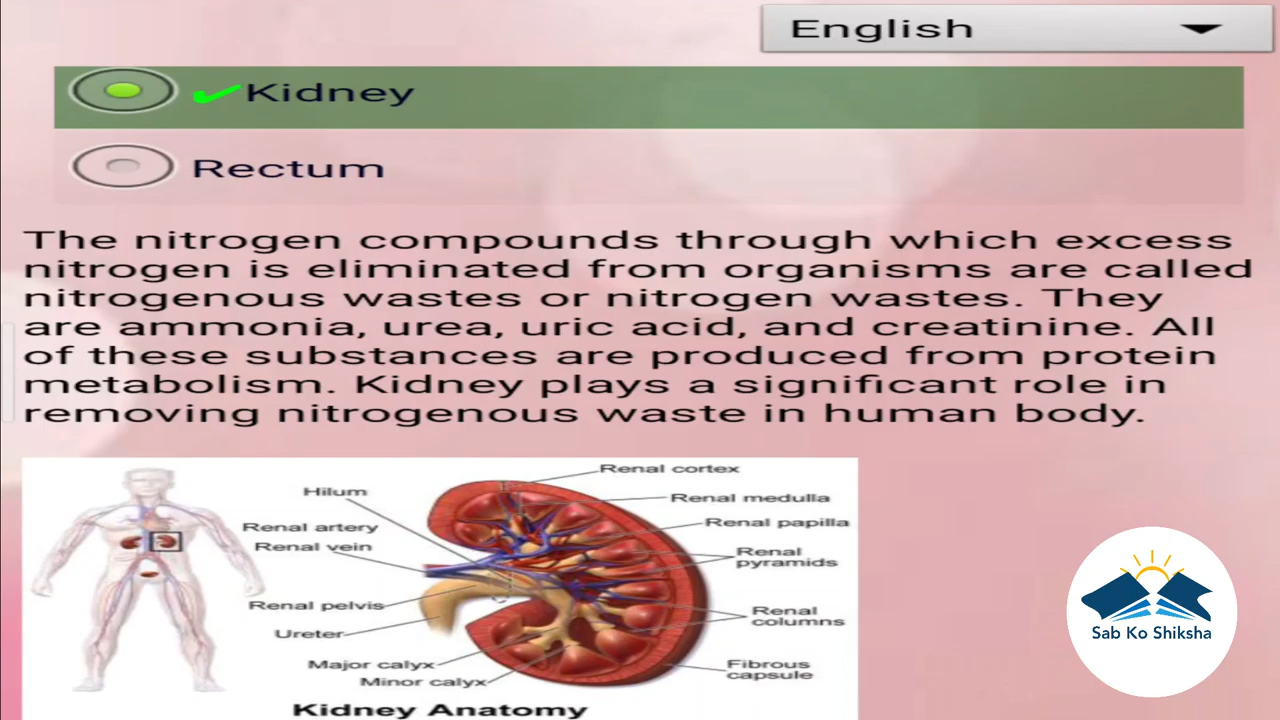 English
Kidney
Rectum
The nitrogen compounds through which excess
nitrogen is eliminated from organisms are called
nitrogenous wastes or nitrogen wastes. They
are ammonia, urea, uric acid, and creatinine. All
of these substances are produced from protein
metabolism. Kidney plays a significant role in
removing nitrogenous waste in human body.
Renal cortex
Hilum
Renal medulla
Renal artery
Renal papilla
Renal vein
Renal
pyramids
Renal pelvis
Renal
columns
Ureter
Major calyx
Fibrous
capsule
Minor calyx
Kidney Anatomy
Sab Ko Shiksha